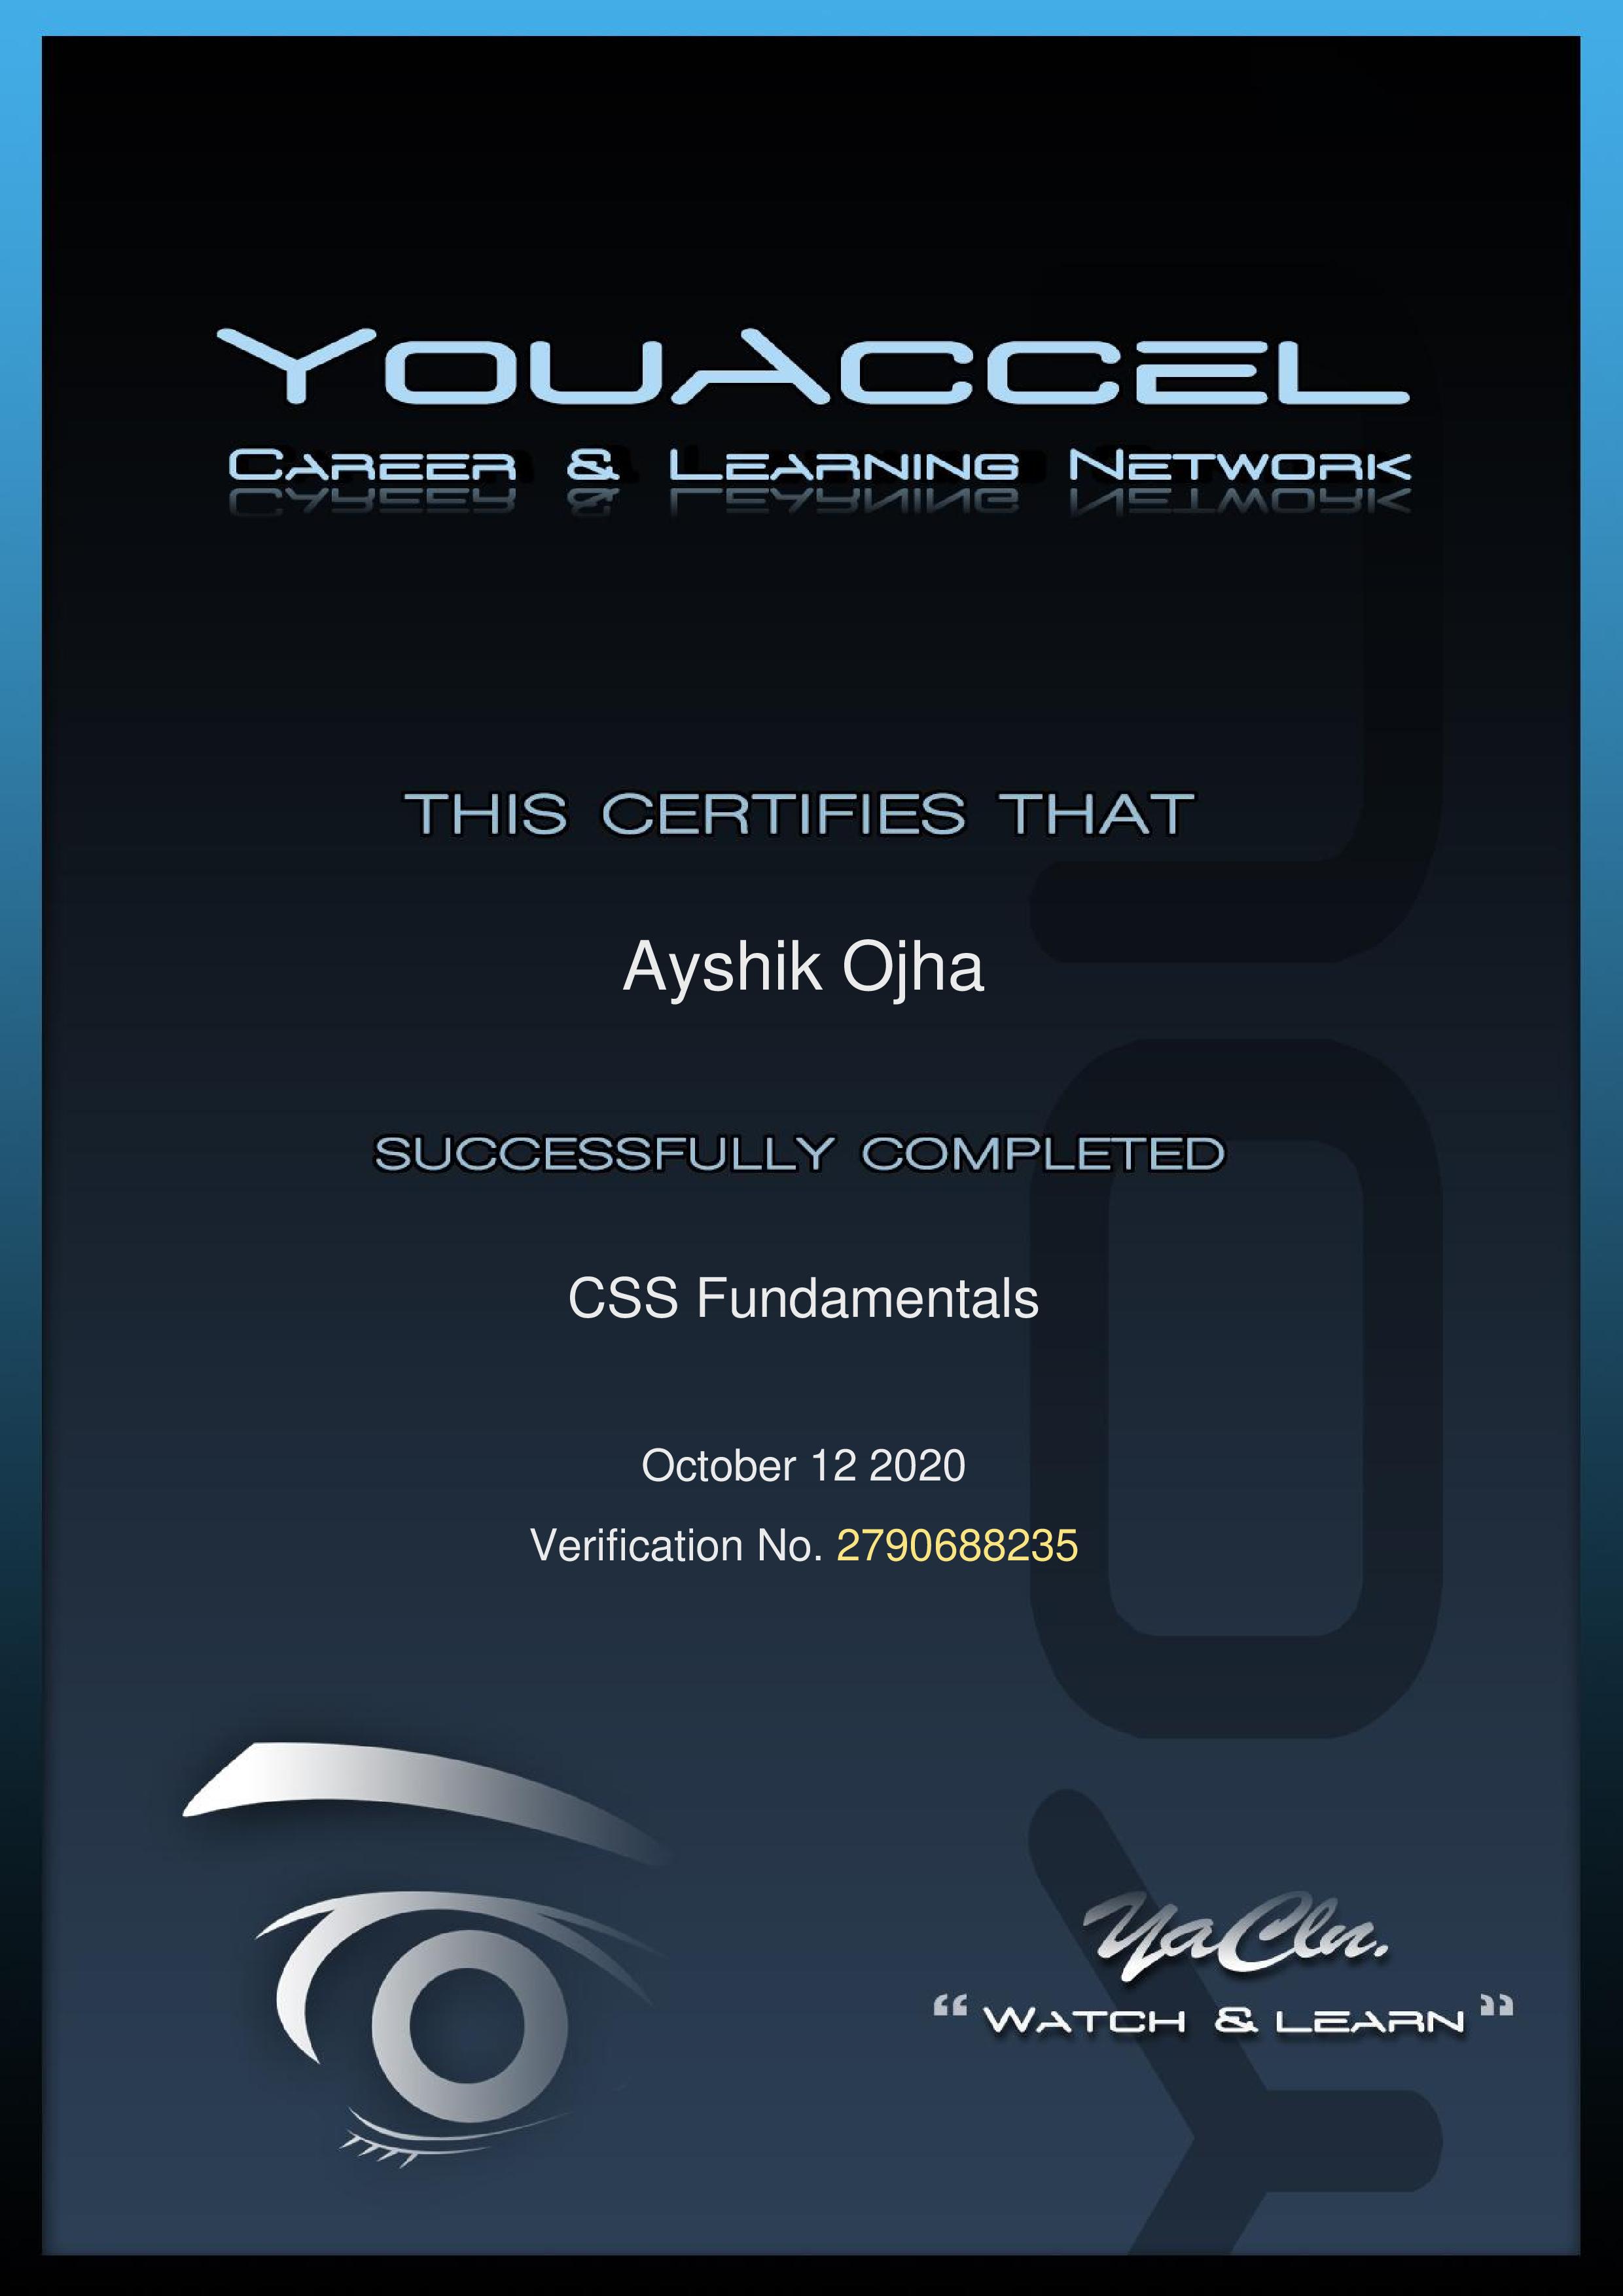 YouAccel
Career & Learning Network
THIS CERTIFIES THAT
Ayshik Ojha
SUCCESSFULLY COMPLETED
CSS Fundamentals
October 12 2020
Verification No. 2790688235
YaCln.
“ Watch & Learn ”